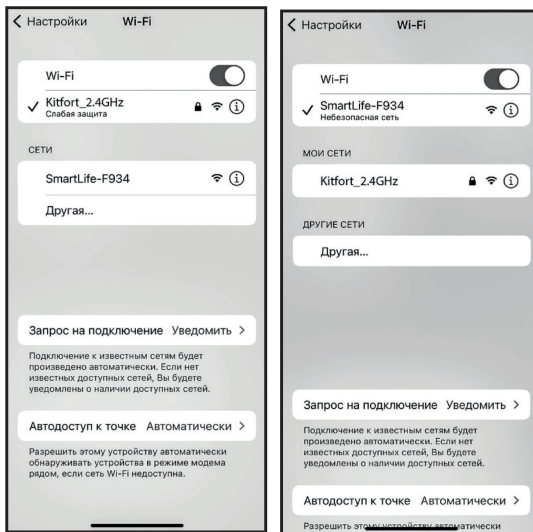 Настройки Wi-Fi
Wi-Fi
Kitfort_2.4GHz
Слабая защита
СЕТИ
SmartLife-F934
Другая...
Запрос на подключение Уведомить
Подключение к известным сетям будет
произведено автоматически. Если нет
известных доступных сетей, Вы будете
уведомлены о наличии доступных сетей.
Автодоступ к точке Автоматически
Разрешить этому устройству автоматически
обнаруживать устройства в режиме модема
рядом, если сеть Wi-Fi недоступна.
Настройки Wi-Fi
Wi-Fi
SmartLife-F934
Небезопасная сеть
МОИ СЕТИ
Kitfort_2.4GHz
ДРУГИЕ СЕТИ
Другая...
Запрос на подключение Уведомить
Подключение к известным сетям будет
произведено автоматически. Если нет
известных доступных сетей, Вы будете
уведомлены о наличии доступных сетей.
Автодоступ к точке Автоматически
Разрешить этому устройству автоматически